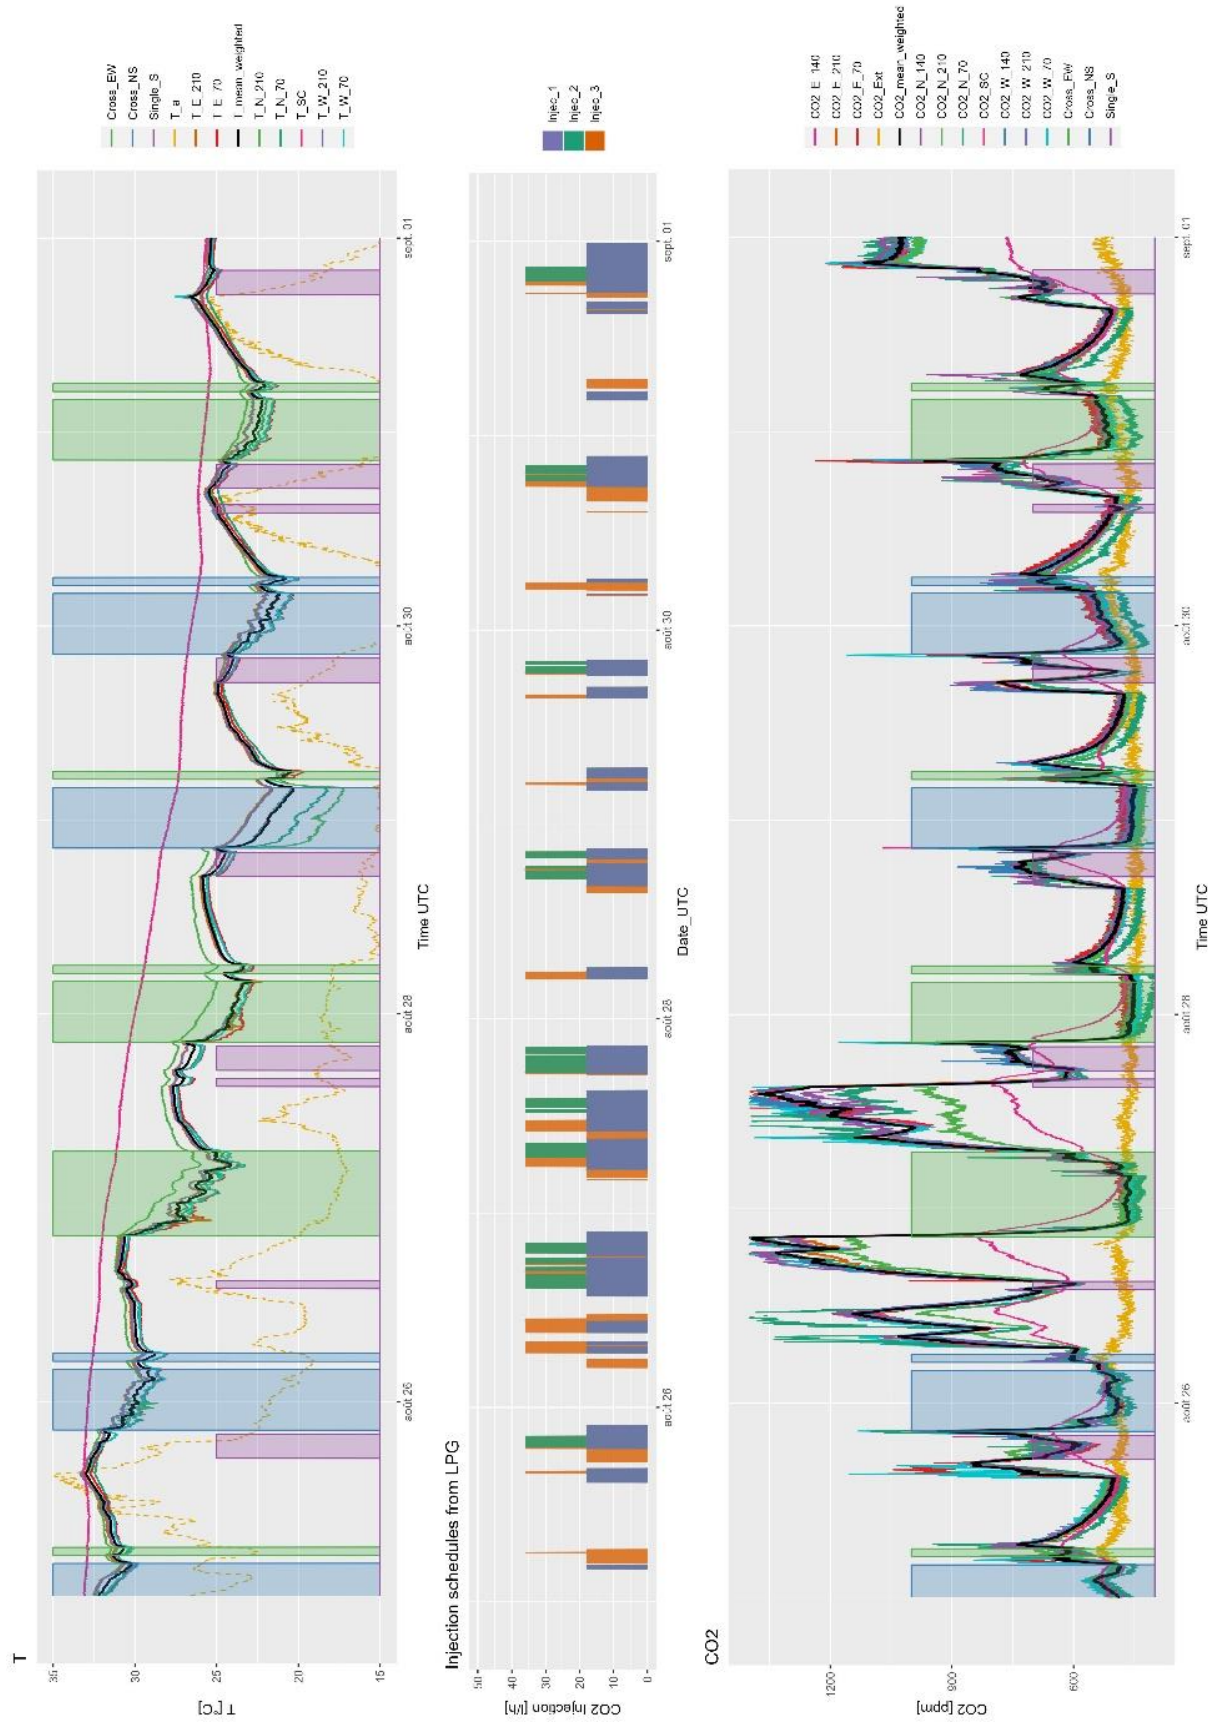 T
35
30
25
20
15
T [°C]
août 26
août 28
août 30
sept. 01
Time UTC
Cross_EW
Cross_NS
Single_S
T_a
T_E_210
T_E_70
T_mean_weighted
T_N_210
T_N_70
T_SC
T_W_210
T_W_70
Injection schedules from LPG
50
40
30
20
10
0
CO2 Injection [l/h]
août 26
août 28
août 30
sept. 01
Date_UTC
Injec_1
Injec_2
Injec_3
CO2
1200
900
600
CO2 [ppm]
août 26
août 28
août 30
sept. 01
Time UTC
CO2_E_140
CO2_E_210
CO2_E_70
CO2_Ext
CO2_mean_weighted
CO2_N_140
CO2_N_210
CO2_N_70
CO2_SC
CO2_W_140
CO2_W_210
CO2_W_70
Cross_EW
Cross_NS
Single_S